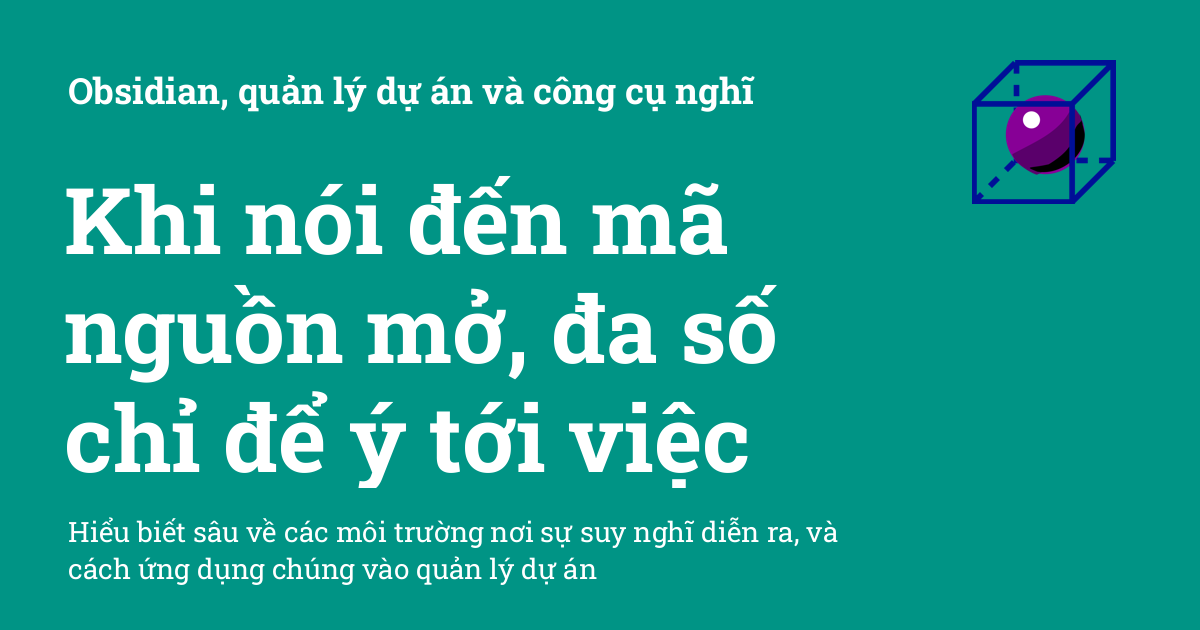 Obsidian, quản lý dự án và công cụ nghĩ
Khi nói đến mã
nguồn mở, đa số
chỉ để ý tới việc
Hiểu biết sâu về các môi trường nơi sự suy nghĩ diễn ra, và
cách ứng dụng chúng vào quản lý dự án